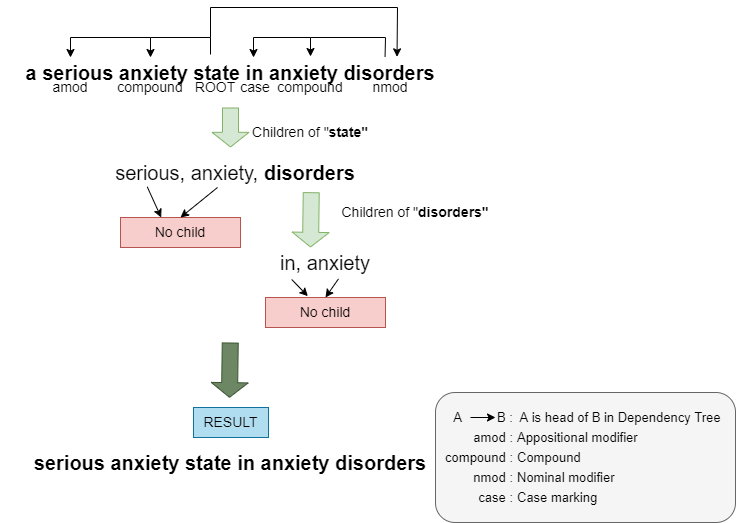 a serious anxiety state in anxiety disorders
amod compound ROOT case compound nmod
Children of "state"
serious, anxiety, disorders
No child
Children of "disorders"
in, anxiety
No child
RESULT
serious anxiety state in anxiety disorders
A B : A is head of B in Dependency Tree
amod : Appositional modifier
compound : Compound
nmod : Nominal modifier
case : Case marking